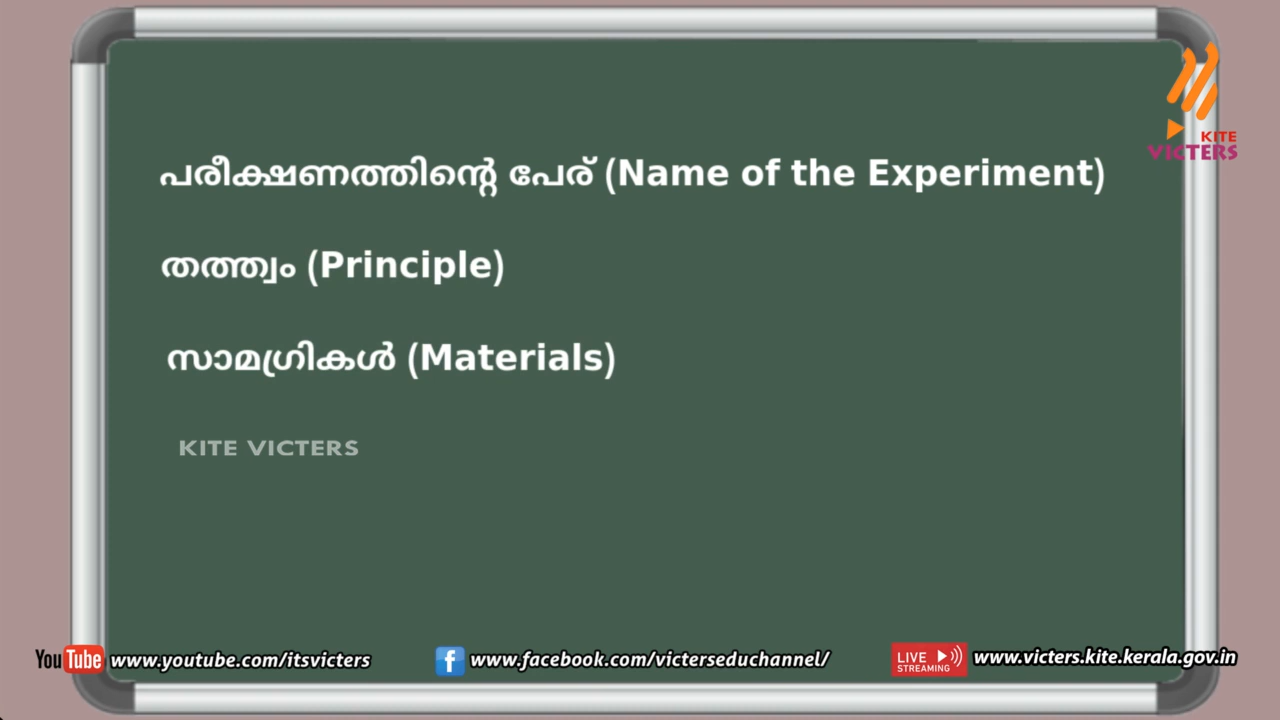 KITE
VICTERS
പരീക്ഷണത്തിന്റെ പേര് (Name of the Experiment)
തത്ത്വം (Principle)
സാമഗ്രികൾ (Materials)
KITE VICTERS
YouTube www.youtube.com/itsvicters
f www.facebook.com/victerseduchannel/
LIVE STREAMING www.victers.kite.kerala.gov.in